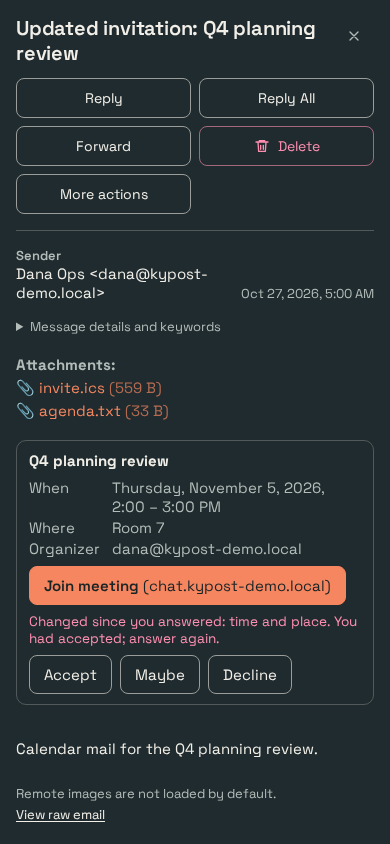 Updated invitation: Q4 planning
review
Reply
Reply All
Forward
Delete
More actions
Sender
Dana Ops <dana@kypost-
demo.local>
Oct 27, 2026, 5:00 AM
Message details and keywords
Attachments:
invite.ics (559 B)
agenda.txt (33 B)
Q4 planning review
When Thursday, November 5, 2026,
2:00 – 3:00 PM
Where Room 7
Organizer dana@kypost-demo.local
Join meeting (chat.kypost-demo.local)
Changed since you answered: time and place. You
had accepted; answer again.
Accept
Maybe
Decline
Calendar mail for the Q4 planning review.
Remote images are not loaded by default.
View raw email